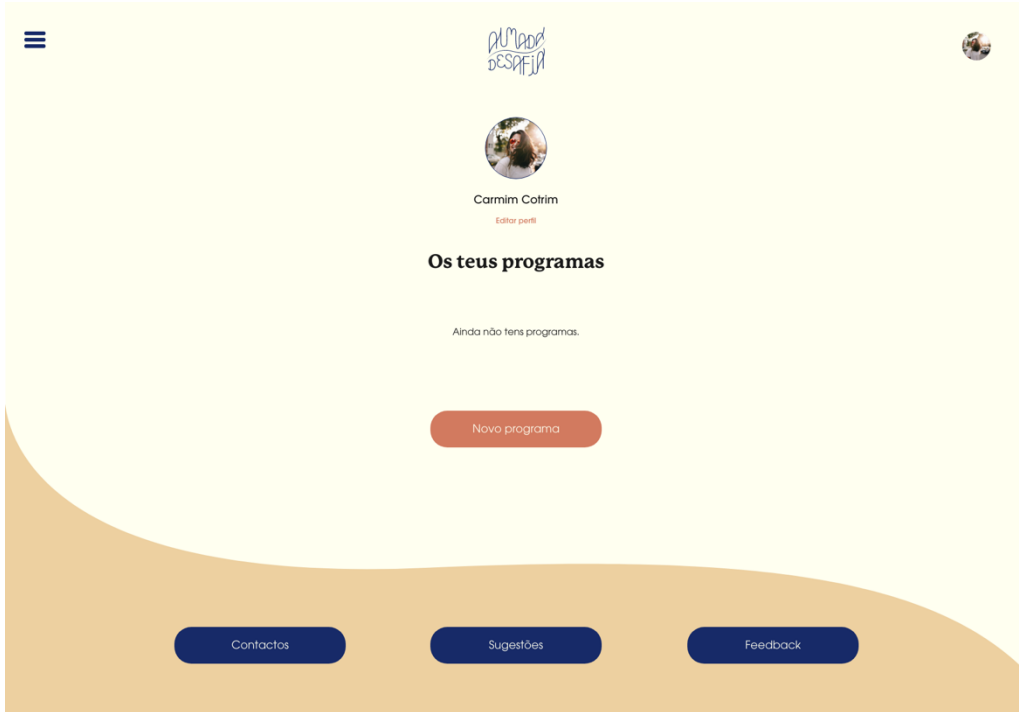 ALMADA
DESAFIA
Carmim Cotrim
Editar perfil
Os teus programas
Ainda não tens programas.
Novo programa
Contactos
Sugestões
Feedback